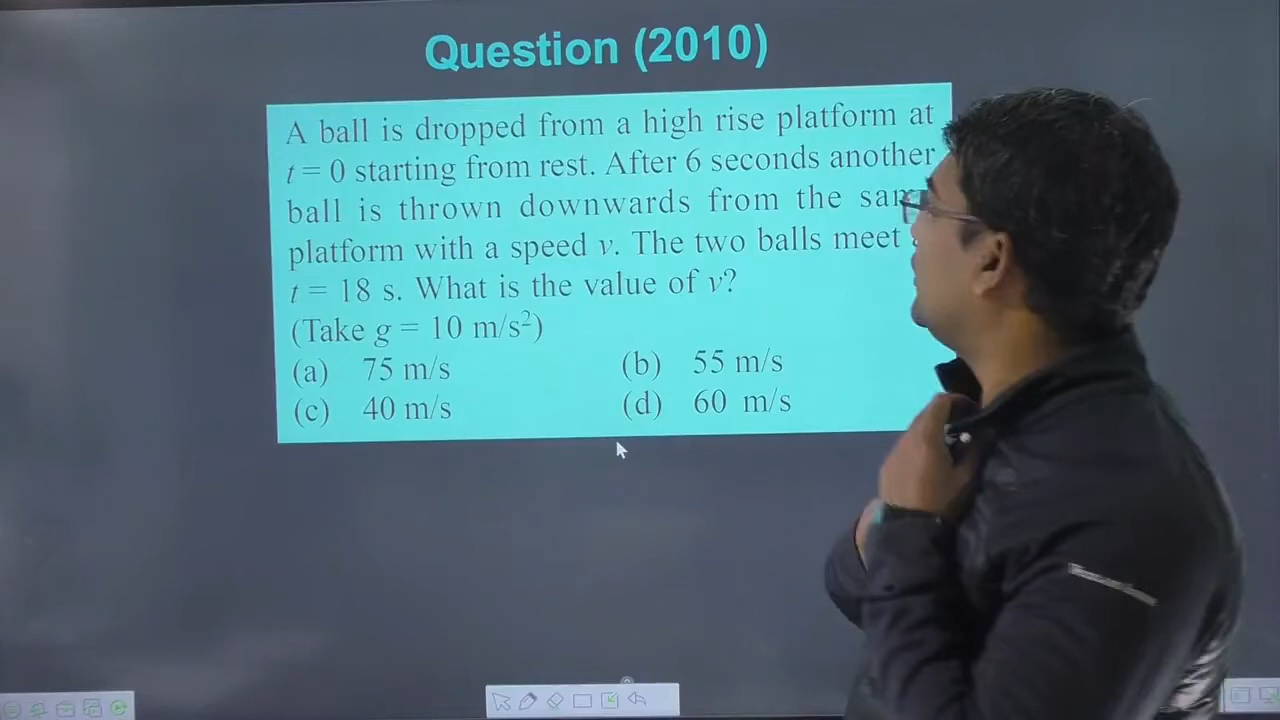 Question (2010)
A ball is dropped from a high rise platform at
t = 0 starting from rest. After 6 seconds another
ball is thrown downwards from the
platform with a speed v. The two balls meet
t = 18 s. What is the value of v?
(Take g = 10 m/s²)
(a) 75 m/s (b) 55 m/s
(c) 40 m/s (d) 60 m/s